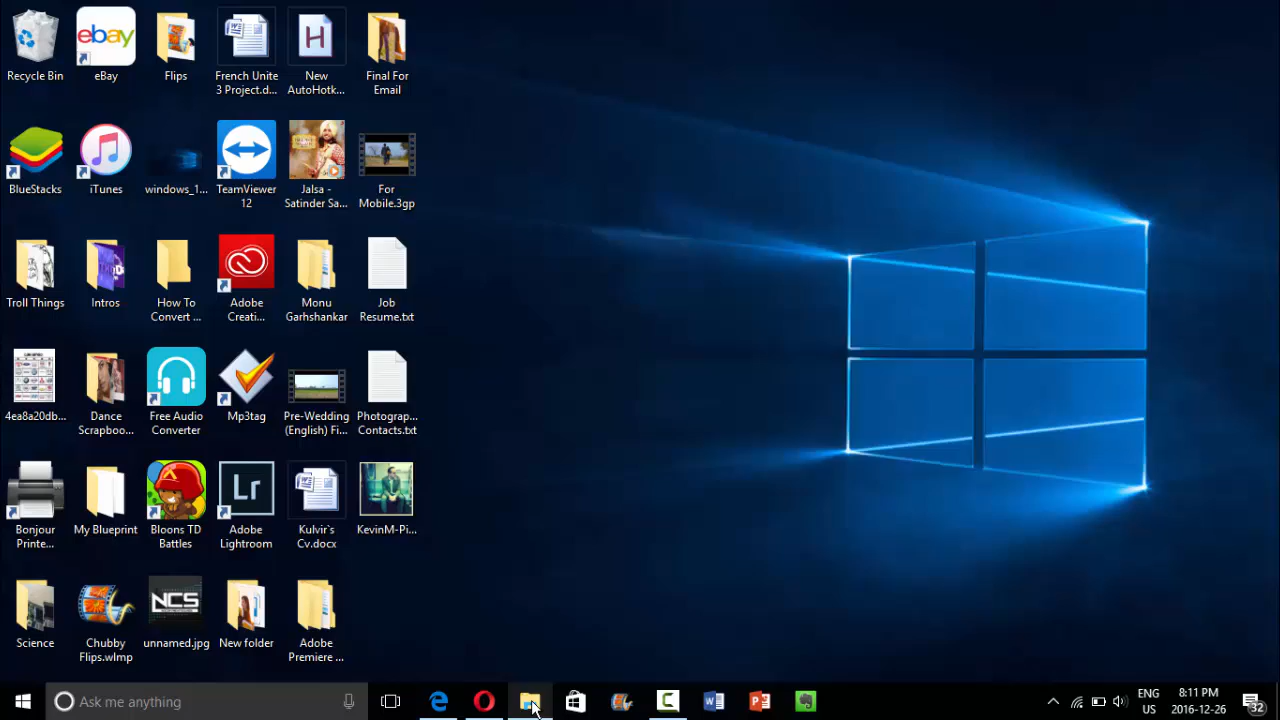 Recycle Bin
eBay
Flips
French Unite
3 Project.d...
New
AutoHotk...
Final For
Email
BlueStacks
iTunes
windows_1...
TeamViewer
12
Jalsa -
Satinder Sa...
For
Mobile.3gp
Troll Things
Intros
How To
Convert ...
Adobe
Creati...
Monu
Garhshankar
Job
Resume.txt
4ea8a20db...
Dance
Scrapboo...
Free Audio
Converter
Mp3tag
Pre-Wedding
(English) Fi...
Photograp...
Contacts.txt
Bonjour
Printe...
My Blueprint
Bloons TD
Battles
Lr
Adobe
Lightroom
Kulvir`s
Cv.docx
KevinM-Pi...
Science
Chubby
Flips.wlmp
NCS
unnamed.jpg
New folder
Adobe
Premiere ...
Ask me anything
ENG
US
8:11 PM
2016-12-26
32